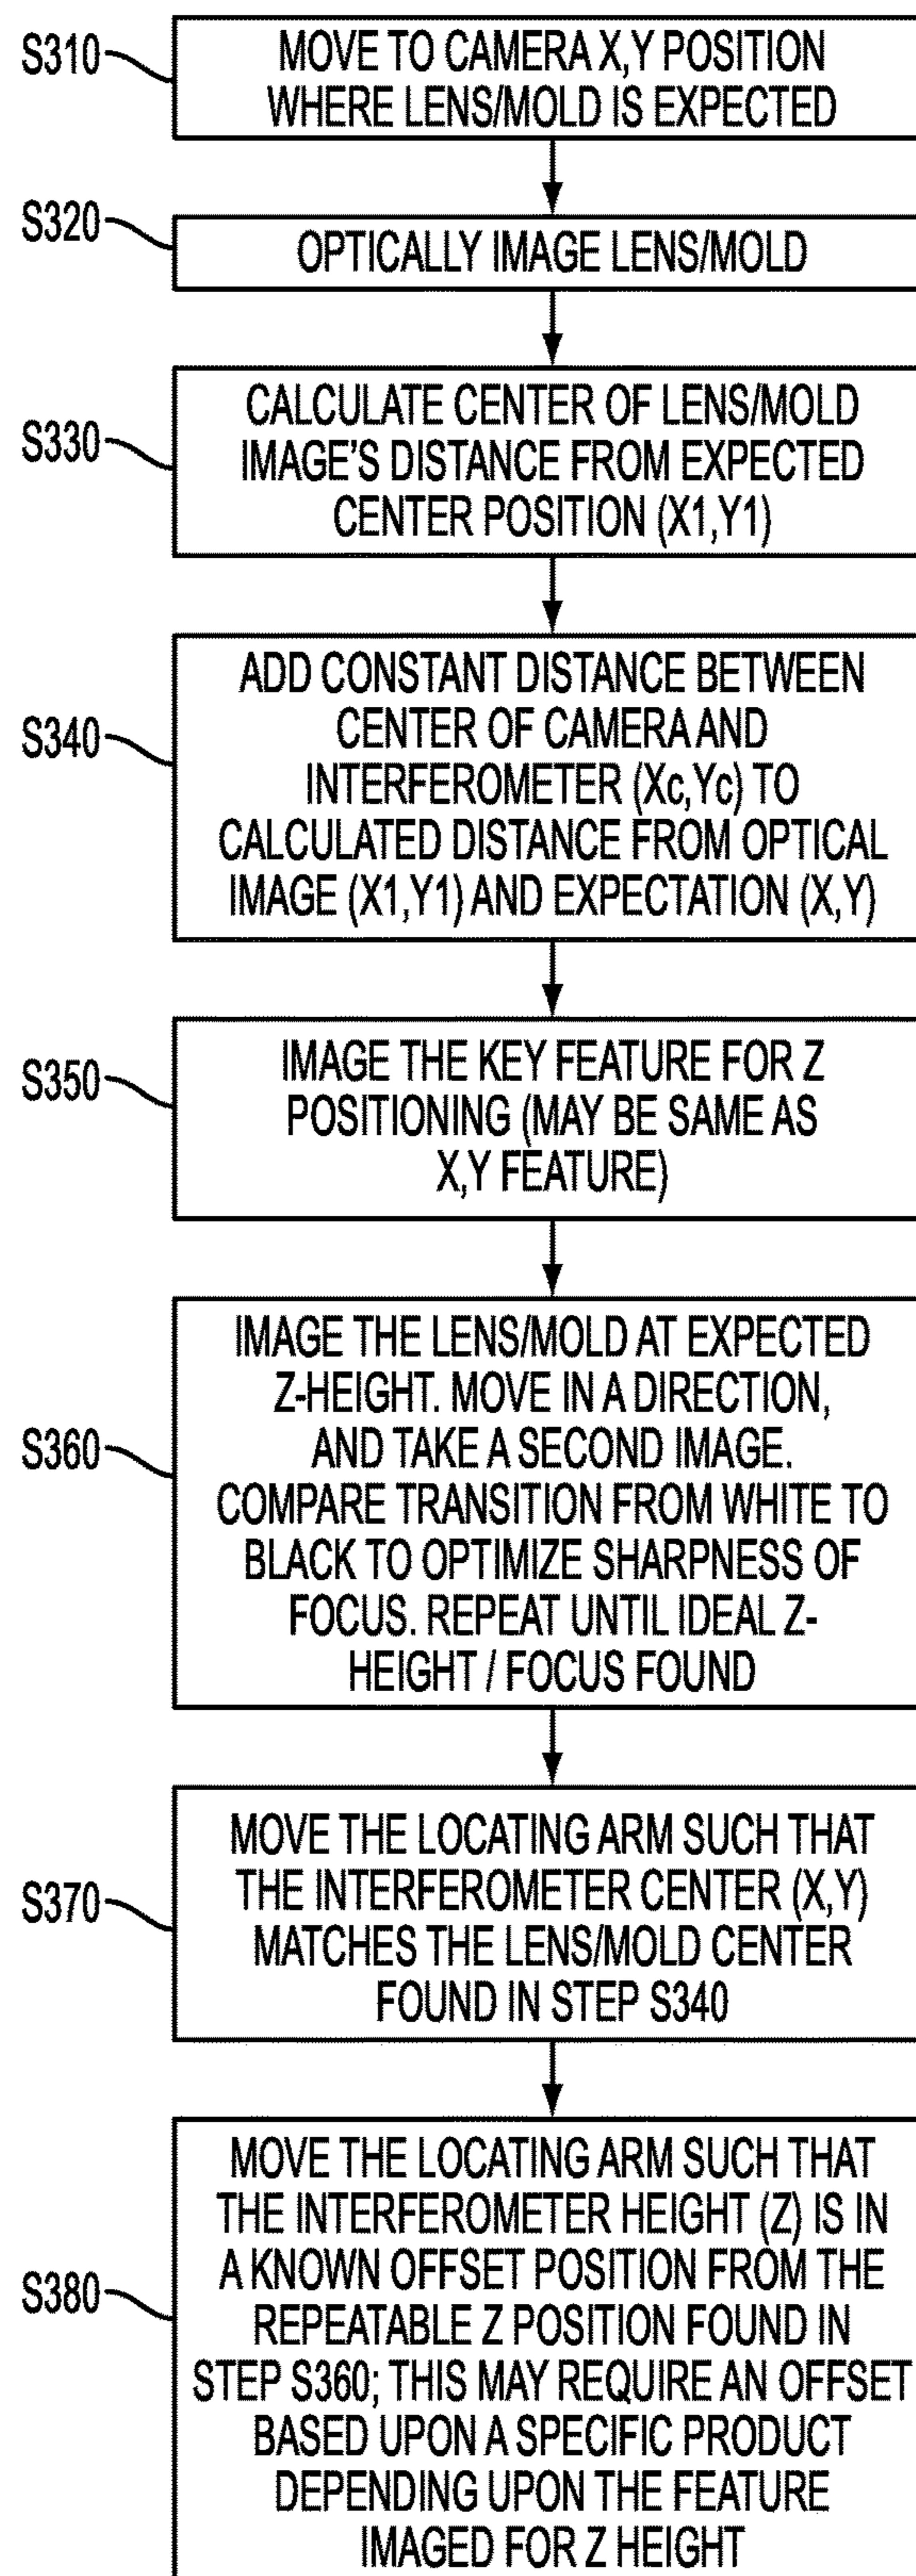 S310
MOVE TO CAMERA X,Y POSITION
WHERE LENS/MOLD IS EXPECTED
S320
OPTICALLY IMAGE LENS/MOLD
S330
CALCULATE CENTER OF LENS/MOLD
IMAGE'S DISTANCE FROM EXPECTED
CENTER POSITION (X1,Y1)
S340
ADD CONSTANT DISTANCE BETWEEN
CENTER OF CAMERA AND
INTERFEROMETER (Xc,Yc) TO
CALCULATED DISTANCE FROM OPTICAL
IMAGE (X1,Y1) AND EXPECTATION (X,Y)
S350
IMAGE THE KEY FEATURE FOR Z
POSITIONING (MAY BE SAME AS
X,Y FEATURE)
S360
IMAGE THE LENS/MOLD AT EXPECTED
Z-HEIGHT. MOVE IN A DIRECTION,
AND TAKE A SECOND IMAGE.
COMPARE TRANSITION FROM WHITE TO
BLACK TO OPTIMIZE SHARPNESS OF
FOCUS. REPEAT UNTIL IDEAL Z-
HEIGHT / FOCUS FOUND
S370
MOVE THE LOCATING ARM SUCH THAT
THE INTERFEROMETER CENTER (X,Y)
MATCHES THE LENS/MOLD CENTER
FOUND IN STEP S340
S380
MOVE THE LOCATING ARM SUCH THAT
THE INTERFEROMETER HEIGHT (Z) IS IN
A KNOWN OFFSET POSITION FROM THE
REPEATABLE Z POSITION FOUND IN
STEP S360; THIS MAY REQUIRE AN OFFSET
BASED UPON A SPECIFIC PRODUCT
DEPENDING UPON THE FEATURE
IMAGED FOR Z HEIGHT